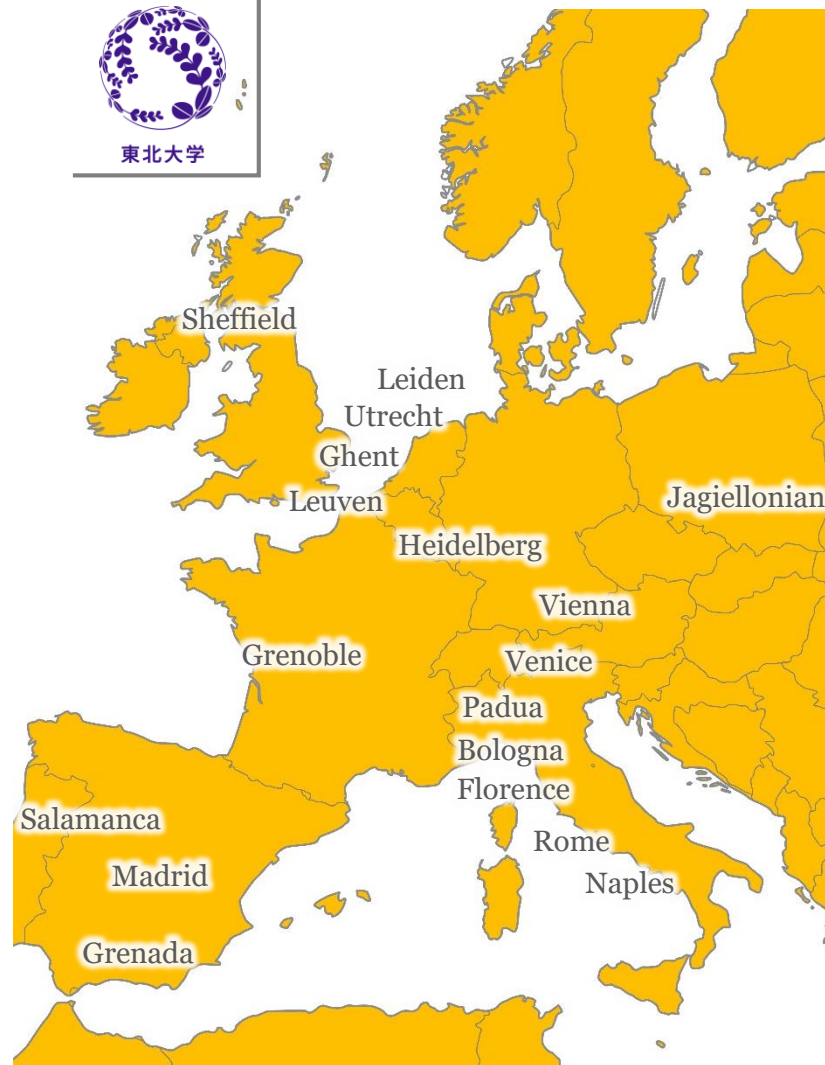 東北大学
Sheffield
Leiden
Utrecht
Ghent
Leuven
Jagiellonian
Heidelberg
Vienna
Grenoble
Venice
Padua
Bologna
Florence
Salamanca
Rome
Madrid
Naples
Grenada